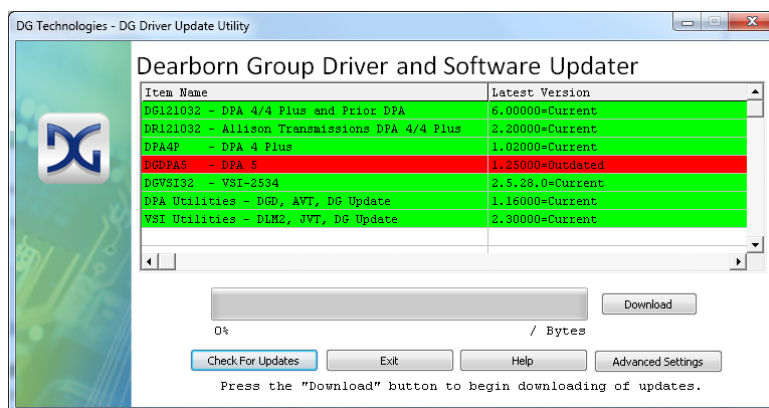 DG Technologies - DG Driver Update Utility
Dearborn Group Driver and Software Updater
Item Name Latest Version
DG121032 - DPA 4/4 Plus and Prior DPA 6.00000=Current
DR121032 - Allison Transmissions DPA 4/4 Plus 2.20000=Current
DPA4P - DPA 4 Plus 1.02000=Current
DGDPA5 - DPA 5 1.25000=Outdated
DGVSI32 - VSI-2534 2.5.28.0=Current
DPA Utilities - DGD, AVT, DG Update 1.16000=Current
VSI Utilities - DLM2, JVT, DG Update 2.30000=Current
DG
Download
0% / Bytes
Check For Updates Exit Help Advanced Settings
Press the "Download" button to begin downloading of updates.